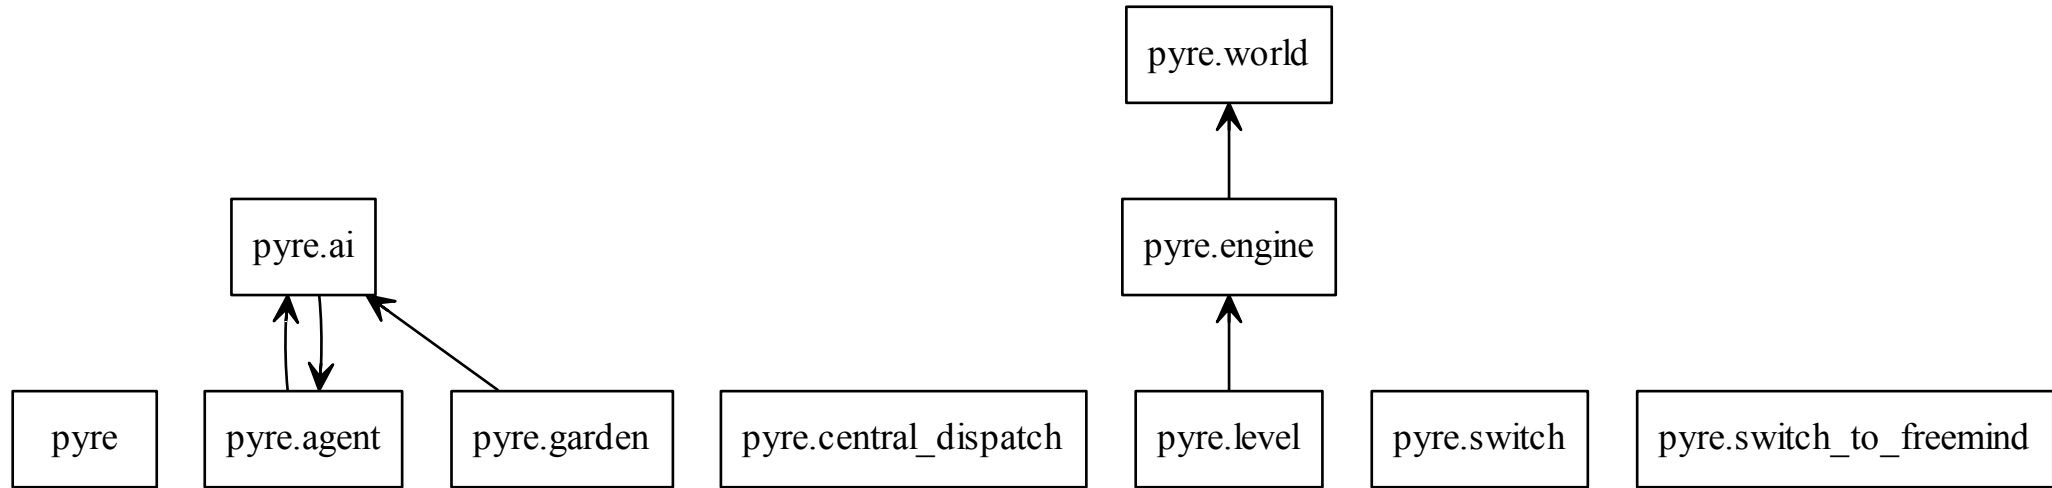 pyre.world
pyre.ai
pyre.engine
pyre
pyre.agent
pyre.garden
pyre.central_dispatch
pyre.level
pyre.switch
pyre.switch_to_freemind